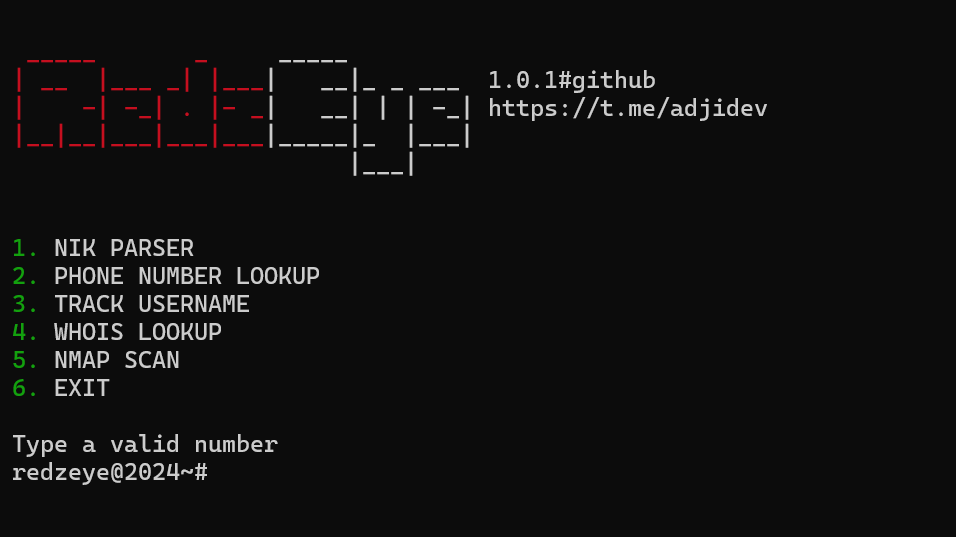 RedzEye
1.0.1#github
https://t.me/adjidev
1. NIK PARSER
2. PHONE NUMBER LOOKUP
3. TRACK USERNAME
4. WHOIS LOOKUP
5. NMAP SCAN
6. EXIT
Type a valid number
redzeye@2024~#